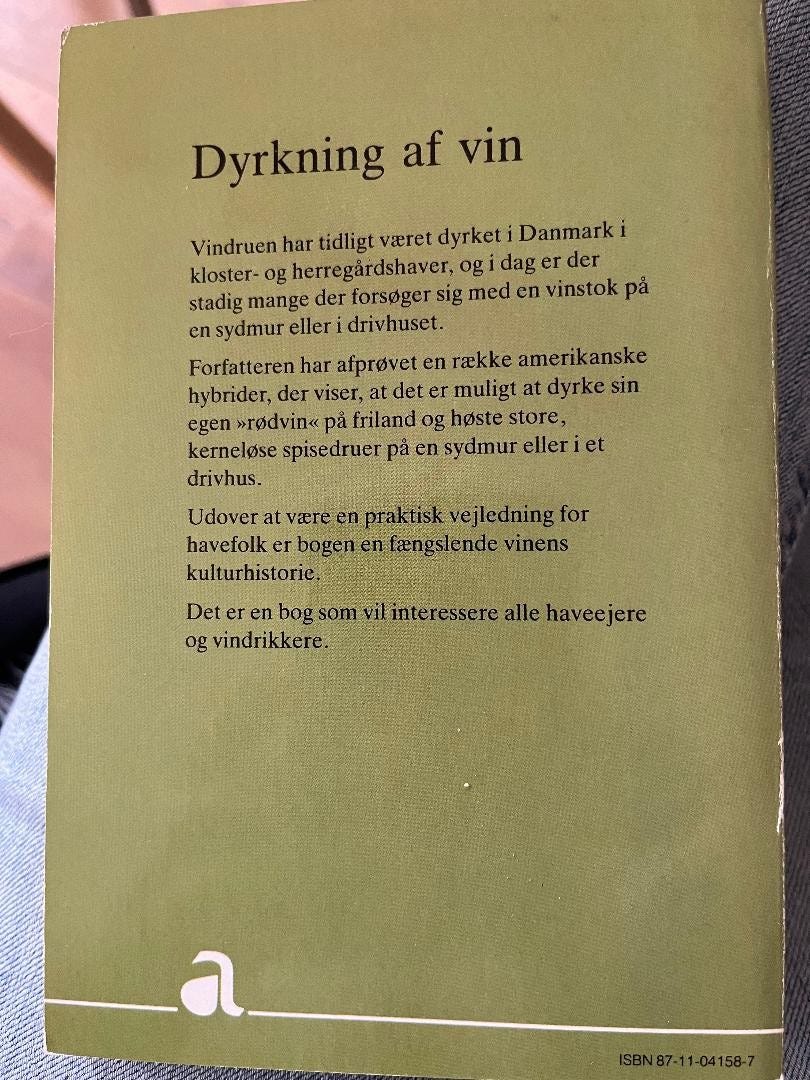 Dyrkning af vin
Vindruen har tidligt været dyrket i Danmark i
kloster- og herregårdshaver, og i dag er der
stadig mange der forsøger sig med en vinstok på
en sydmur eller i drivhuset.
Forfatteren har afprøvet en række amerikanske
hybrider, der viser, at det er muligt at dyrke sin
egen »rødvin« på friland og høste store,
kerneløse spisedruer på en sydmur eller i et
drivhus.
Udover at være en praktisk vejledning for
havefolk er bogen en fængslende vinens
kulturhistorie.
Det er en bog som vil interessere alle haveejere
og vindrikkere.
a
ISBN 87-11-04158-7